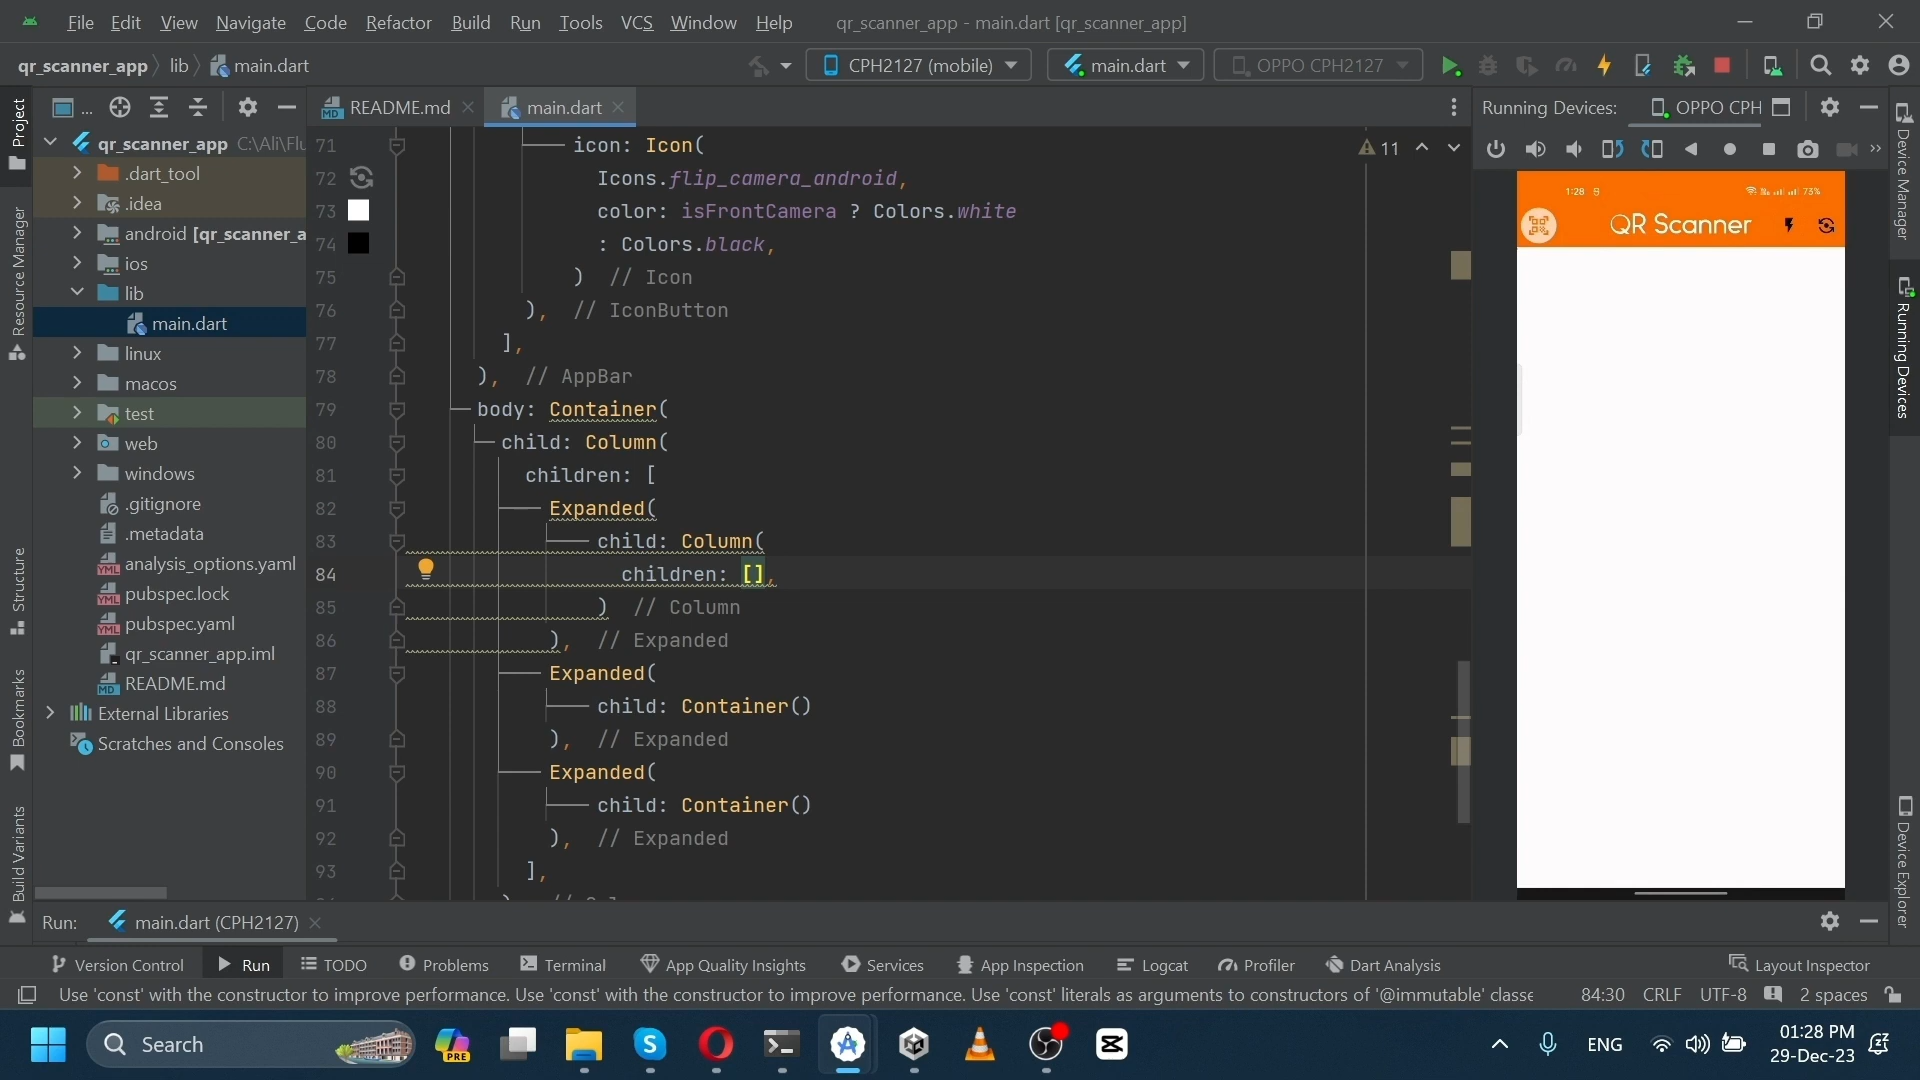 File Edit View Navigate Code Refactor Build Run Tools VCS Window Help qr_scanner_app - main.dart [qr_scanner_app]
qr_scanner_app lib main.dart CPH2127 (mobile) main.dart OPPO CPH2127
Project ... README.md main.dart Running Devices: OPPO CPH
qr_scanner_app C:\Ali\Flu
.dart_tool
.idea
android [qr_scanner_a
ios
lib
main.dart
linux
macos
test
web
windows
.gitignore
.metadata
analysis_options.yaml
pubspec.lock
pubspec.yaml
qr_scanner_app.iml
README.md
External Libraries
Scratches and Consoles
Resource Manager
Structure
Bookmarks
Build Variants
71 icon: Icon(
72 Icons.flip_camera_android,
73 color: isFrontCamera ? Colors.white
74 : Colors.black,
75 ) // Icon
76 ), // IconButton
77 ],
78 ), // AppBar
79 body: Container(
80 child: Column(
81 children: [
82 Expanded(
83 child: Column(
84 children: [],
85 ) // Column
86 ), // Expanded
87 Expanded(
88 child: Container()
89 ), // Expanded
90 Expanded(
91 child: Container()
92 ), // Expanded
93 ],
11
1:28 73%
QR Scanner
Device Manager
Running Devices
Device Explorer
Run: main.dart (CPH2127)
Version Control Run TODO Problems Terminal App Quality Insights Services App Inspection Logcat Profiler Dart Analysis Layout Inspector
Use 'const' with the constructor to improve performance. Use 'const' with the constructor to improve performance. Use 'const' literals as arguments to constructors of '@immutable' classe 84:30 CRLF UTF-8 2 spaces
Search PRE ENG 01:28 PM
29-Dec-23